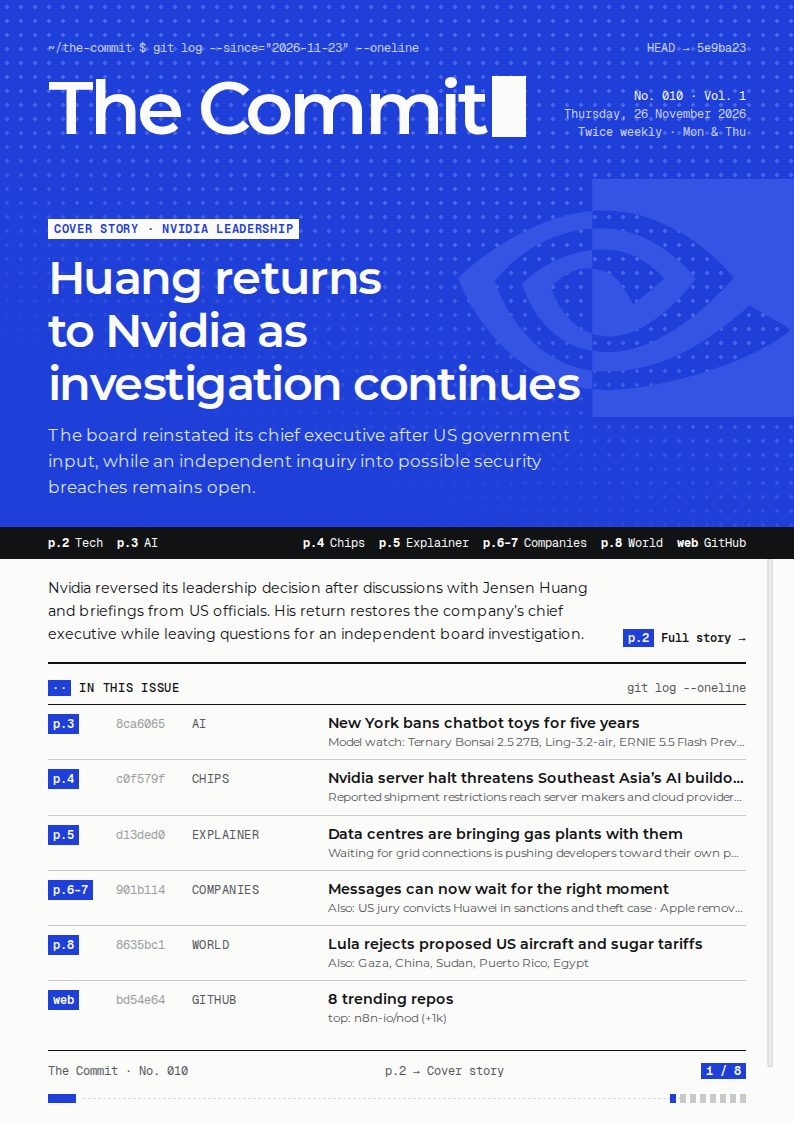 ~/the-commit $ git log --since="2026-11-23" --oneline
HEAD → 5e9ba23
The Commit
No. 010 · Vol. 1
Thursday, 26 November 2026
Twice weekly · Mon & Thu
COVER STORY · NVIDIA LEADERSHIP
Huang returns
to Nvidia as
investigation continues
The board reinstated its chief executive after US government
input, while an independent inquiry into possible security
breaches remains open.
p.2 Tech p.3 AI p.4 Chips p.5 Explainer p.6–7 Companies p.8 World web GitHub
Nvidia reversed its leadership decision after discussions with Jensen Huang
and briefings from US officials. His return restores the company’s chief
executive while leaving questions for an independent board investigation.
p.2 Full story →
·· IN THIS ISSUE
git log --oneline
p.3 8ca6065 AI New York bans chatbot toys for five years
Model watch: Ternary Bonsai 2.5 27B, Ling-3.2-air, ERNIE 5.5 Flash Prev…
p.4 c0f579f CHIPS Nvidia server halt threatens Southeast Asia’s AI buildo…
Reported shipment restrictions reach server makers and cloud provider…
p.5 d13ded0 EXPLAINER Data centres are bringing gas plants with them
Waiting for grid connections is pushing developers toward their own p…
p.6–7 901b114 COMPANIES Messages can now wait for the right moment
Also: US jury convicts Huawei in sanctions and theft case · Apple remov…
p.8 8635bc1 WORLD Lula rejects proposed US aircraft and sugar tariffs
Also: Gaza, China, Sudan, Puerto Rico, Egypt
web bd54e64 GITHUB 8 trending repos
top: n8n-io/nod (+1k)
The Commit · No. 010
p.2 → Cover story
1 / 8